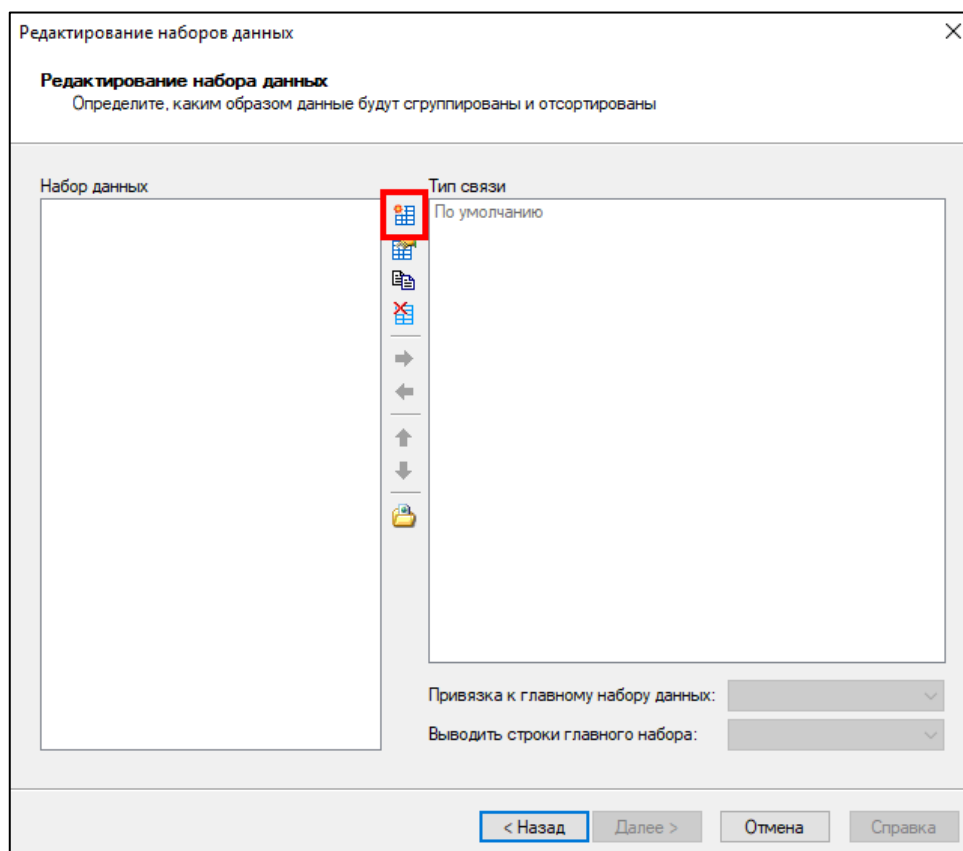 Редактирование наборов данных
Редактирование набора данных
Определите, каким образом данные будут сгруппированы и отсортированы
Набор данных
Тип связи
По умолчанию
Привязка к главному набору данных:
Выводить строки главного набора:
< Назад
Далее >
Отмена
Справка